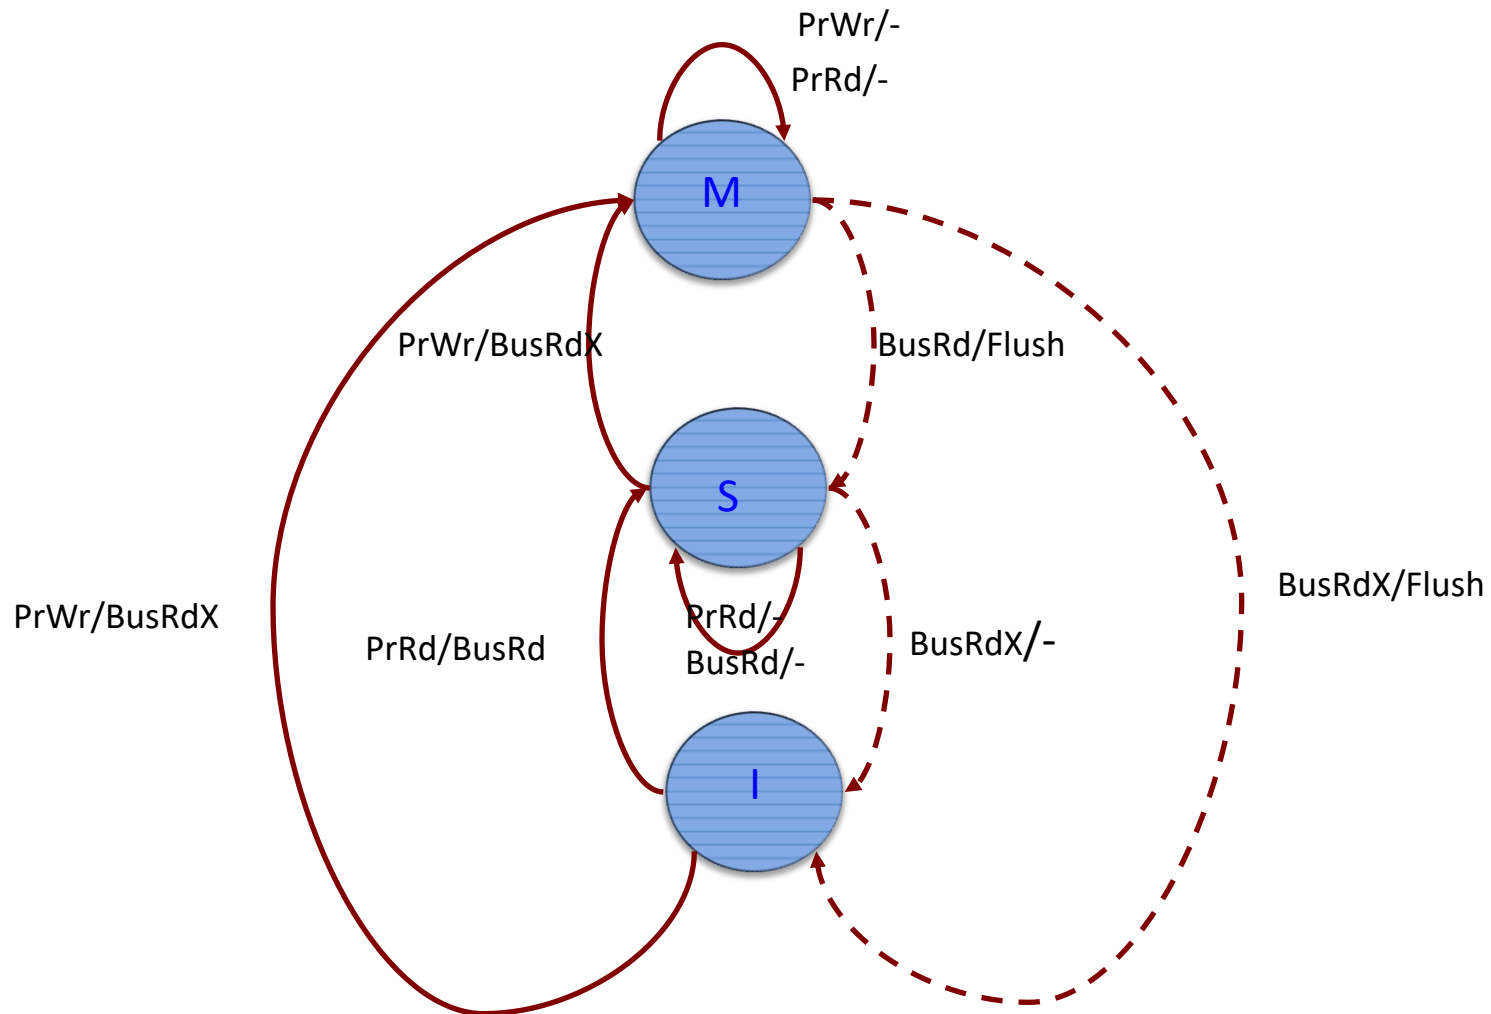 PrWr/-
PrRd/-
M
PrWr/BusRdX
BusRd/Flush
S
BusRdX/Flush
PrWr/BusRdX
PrRd/BusRd
PrRd/-
BusRd/-
BusRdX/-
I